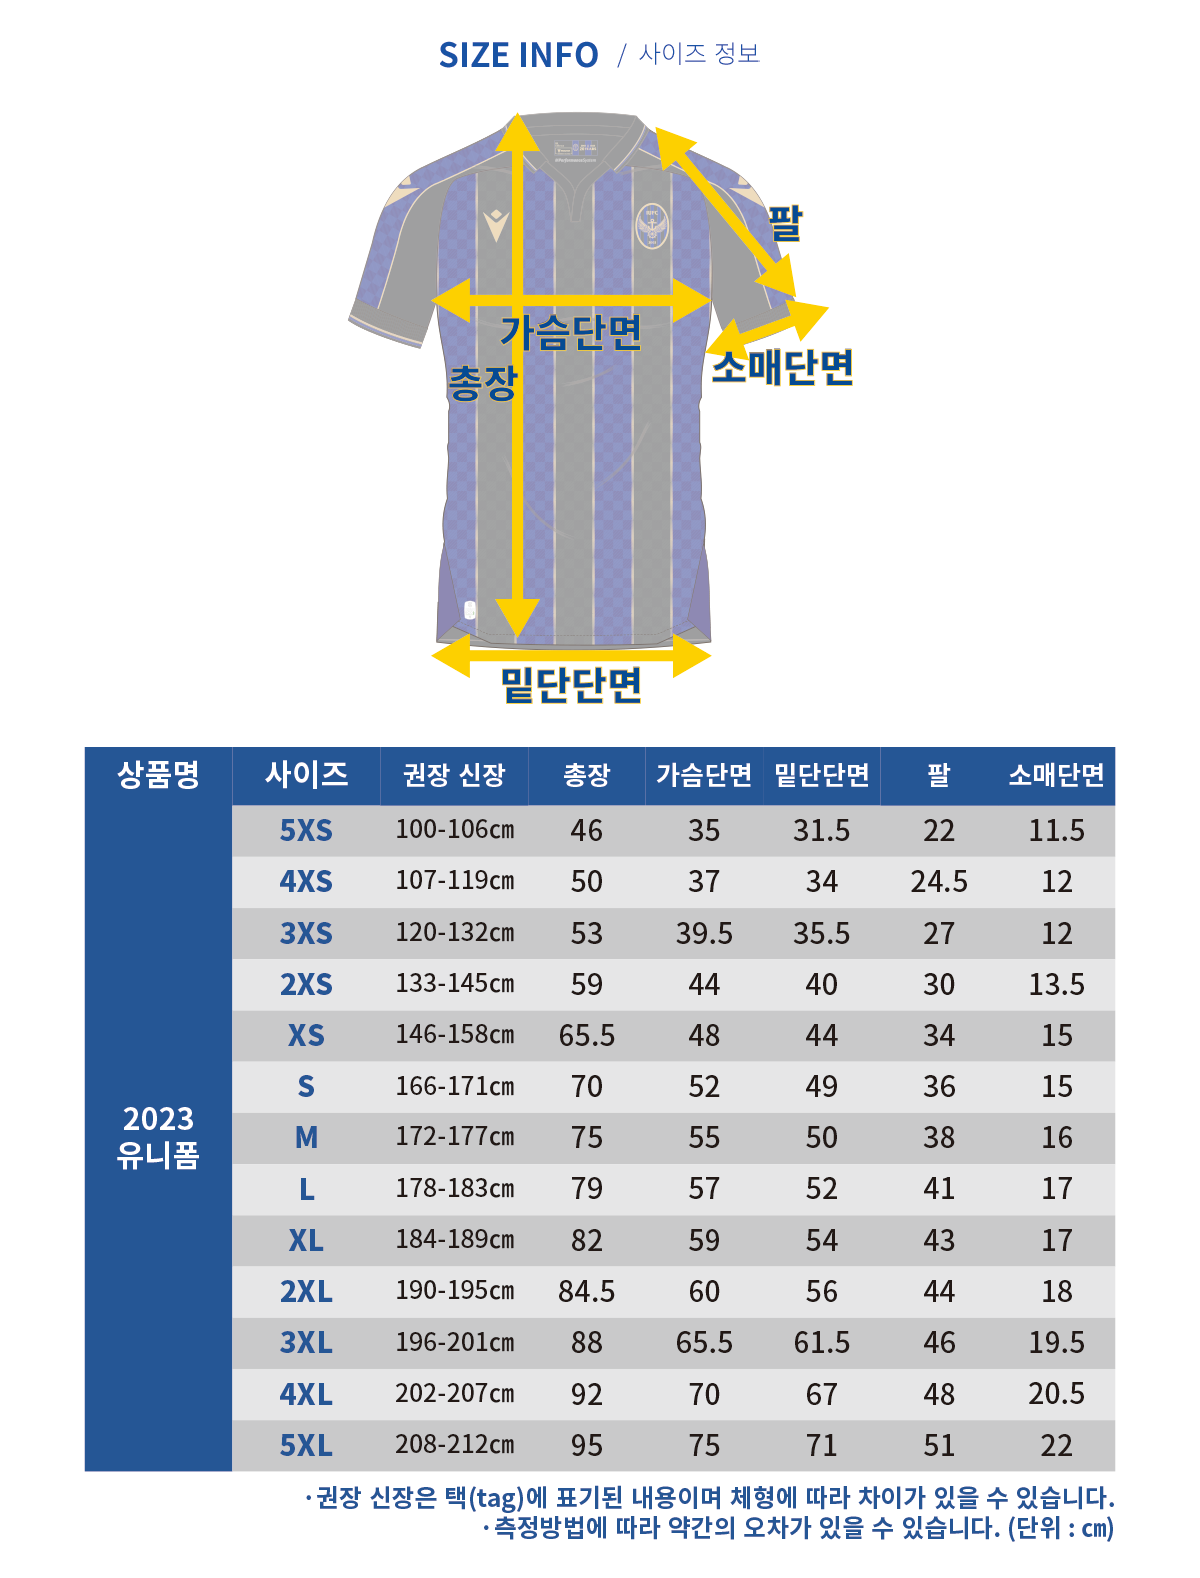 SIZE INFO / 사이즈 정보
팔
가슴단면
소매단면
총장
밑단단면
상품명 사이즈 권장 신장 총장 가슴단면 밑단단면 팔 소매단면
5XS 100-106cm 46 35 31.5 22 11.5
4XS 107-119cm 50 37 34 24.5 12
3XS 120-132cm 53 39.5 35.5 27 12
2XS 133-145cm 59 44 40 30 13.5
XS 146-158cm 65.5 48 44 34 15
S 166-171cm 70 52 49 36 15
2023
유니폼
M 172-177cm 75 55 50 38 16
L 178-183cm 79 57 52 41 17
XL 184-189cm 82 59 54 43 17
2XL 190-195cm 84.5 60 56 44 18
3XL 196-201cm 88 65.5 61.5 46 19.5
4XL 202-207cm 92 70 67 48 20.5
5XL 208-212cm 95 75 71 51 22
· 권장 신장은 택(tag)에 표기된 내용이며 체형에 따라 차이가 있을 수 있습니다.
· 측정방법에 따라 약간의 오차가 있을 수 있습니다. (단위 : cm)